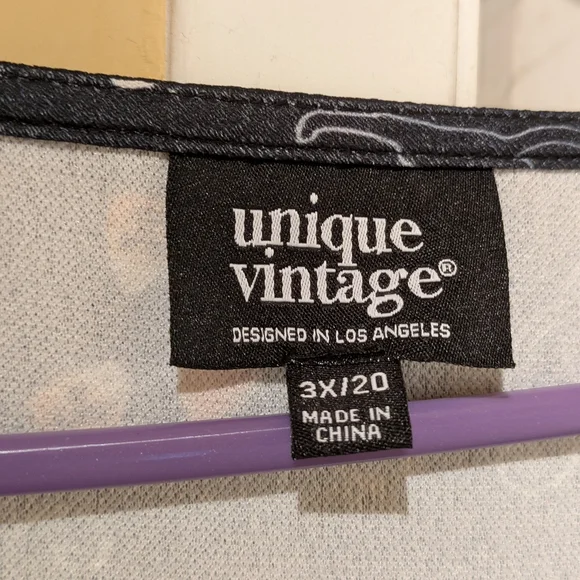 unique
vintage®
DESIGNED IN LOS ANGELES
3X/20
MADE IN
CHINA